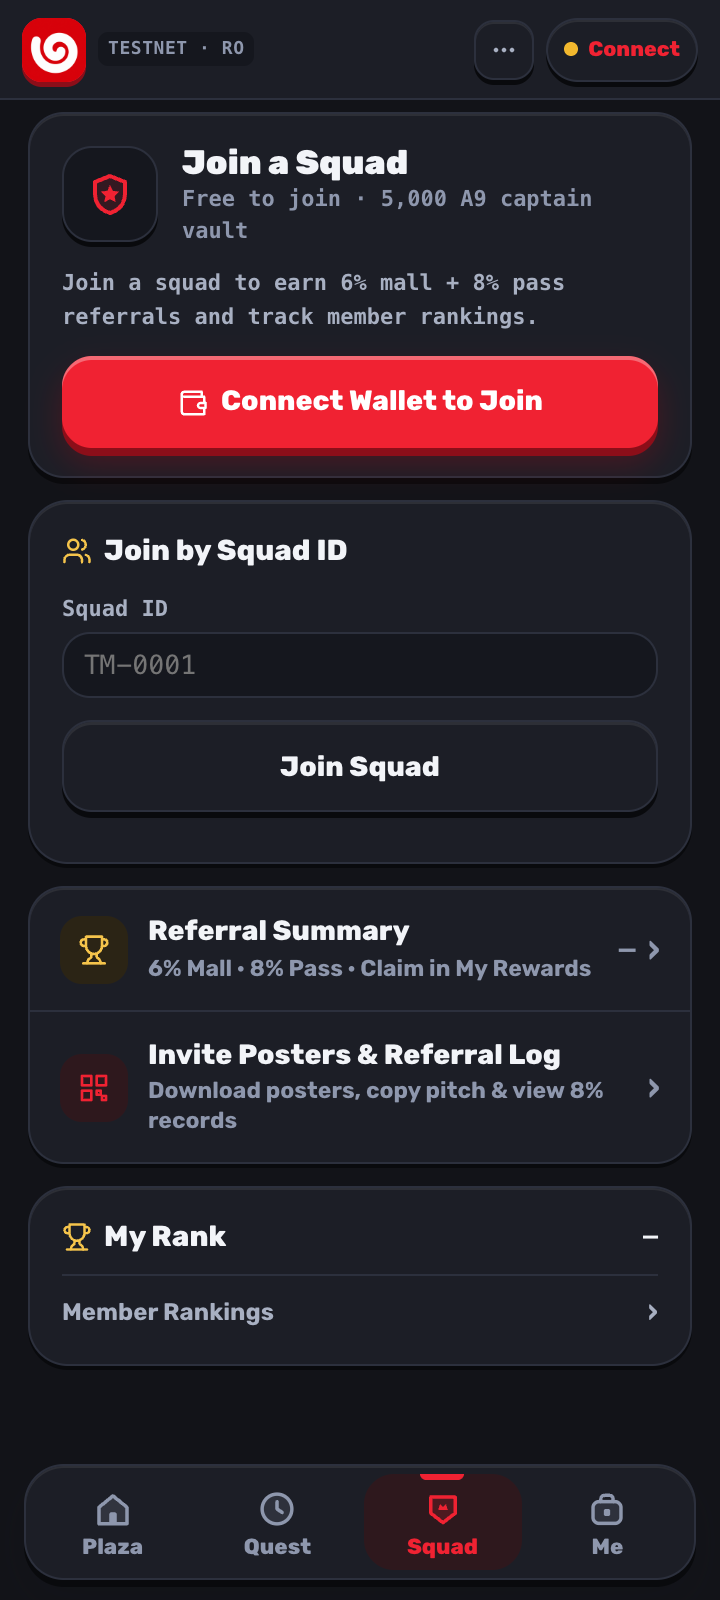 TESTNET · RO
Connect
Join a Squad
Free to join · 5,000 A9 captain
vault
Join a squad to earn 6% mall + 8% pass
referrals and track member rankings.
Connect Wallet to Join
Join by Squad ID
Squad ID
TM-0001
Join Squad
Referral Summary
6% Mall • 8% Pass • Claim in My Rewards
–
Invite Posters & Referral Log
Download posters, copy pitch & view 8%
records
My Rank
–
Member Rankings
Plaza
Quest
Squad
Me